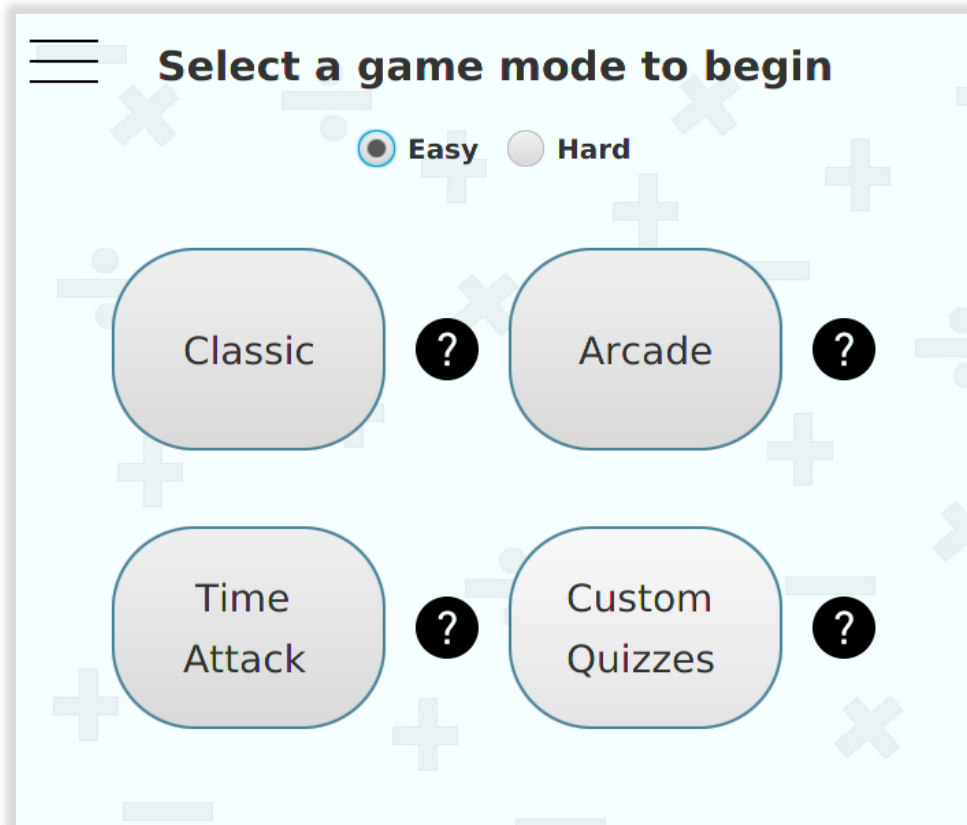 Select a game mode to begin
Easy Hard
Classic ? Arcade ?
Time
Attack
?
Custom
Quizzes
?